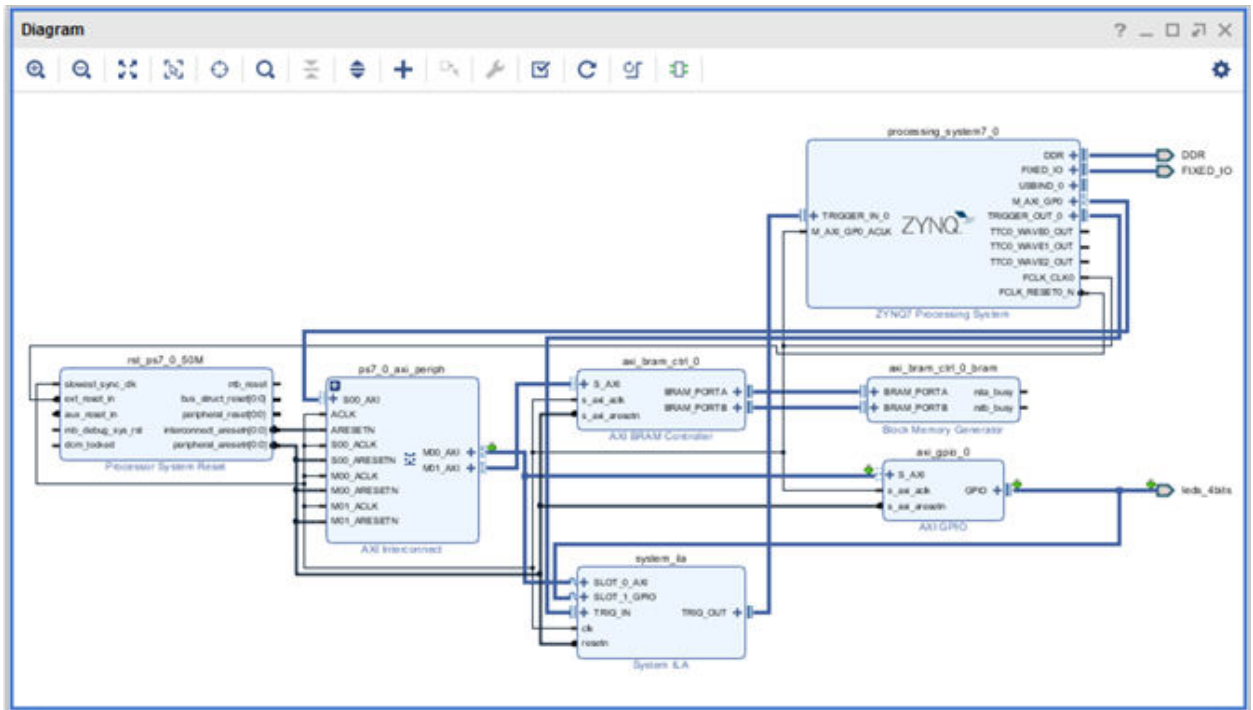 Diagram
processing_system7_0
DDR
FIXED_IO
USBIND_0
M_AXI_GP0
TRIGGER_IN_0
TRIGGER_OUT_0
M_AXI_GP0_ACLK
ZYNQ
TTC0_WAVE0_OUT
TTC0_WAVE1_OUT
TTC0_WAVE2_OUT
FCLK_CLK0
FCLK_RESET0_N
ZYNQ7 Processing System
DDR
FIXED_IO
rst_ps7_0_50M
slowest_sync_clk
mb_reset
ext_reset_in
bus_struct_reset[0:0]
aux_reset_in
peripheral_reset[0:0]
mb_debug_sys_rst
interconnect_aresetn[0:0]
dcm_locked
peripheral_aresetn[0:0]
Processor System Reset
ps7_0_axi_periph
S00_AXI
ACLK
ARESETN
S00_ACLK
S00_ARESETN
M00_ACLK
M00_ARESETN
M01_ACLK
M01_ARESETN
M00_AXI
M01_AXI
AXI Interconnect
axi_bram_ctrl_0
S_AXI
s_axi_aclk
s_axi_aresetn
BRAM_PORTA
BRAM_PORTB
AXI BRAM Controller
axi_bram_ctrl_0_bram
BRAM_PORTA
rsta_busy
BRAM_PORTB
rstb_busy
Block Memory Generator
axi_gpio_0
S_AXI
s_axi_aclk
GPIO
s_axi_aresetn
AXI GPIO
leds_4bits
system_ila
SLOT_0_AXI
SLOT_1_GPIO
TRIG_IN
TRIG_OUT
clk
resetn
System ILA